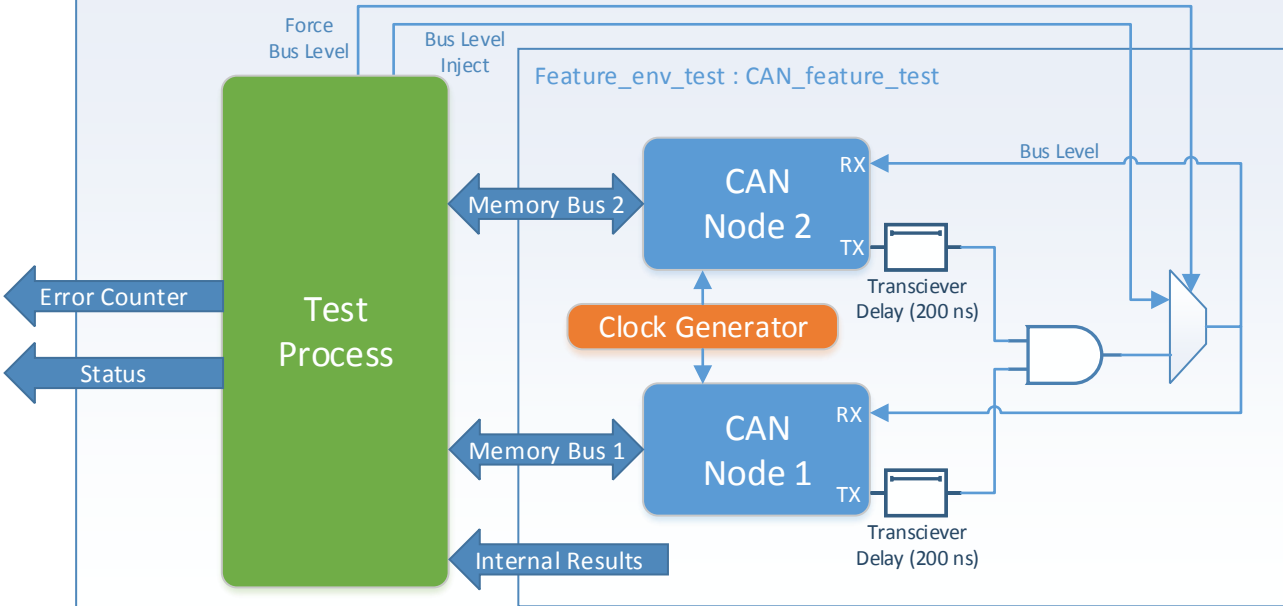 Force
Bus Level
Bus Level
Inject
Feature_env_test : CAN_feature_test
Bus Level
RX
CAN
Node 2
TX
Memory Bus 2
Transciever
Delay (200 ns)
Error Counter
Test
Process
Clock Generator
Status
RX
CAN
Node 1
TX
Memory Bus 1
Transciever
Delay (200 ns)
Internal Results